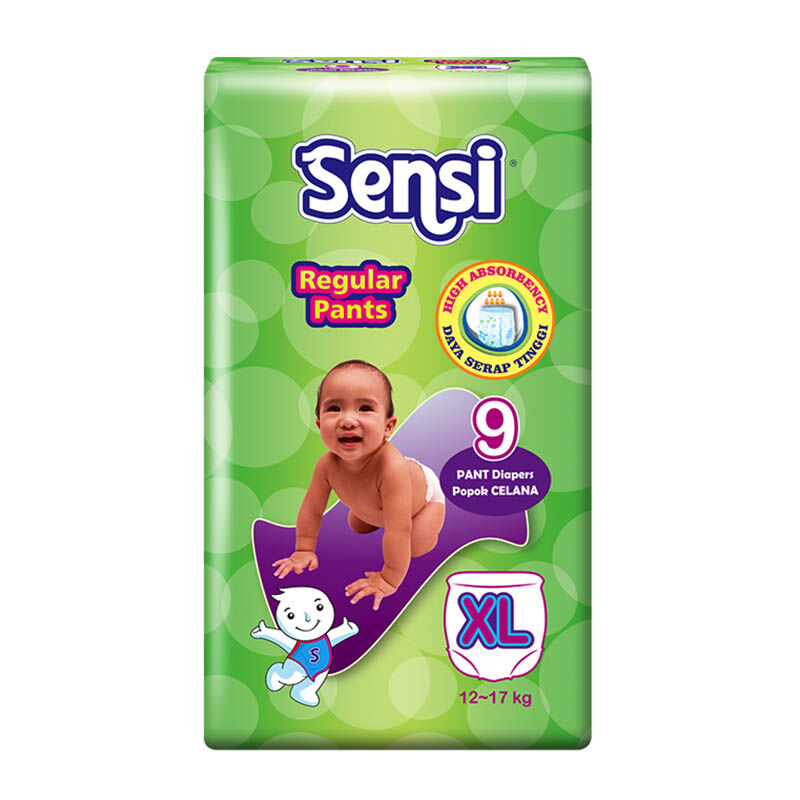 Sensi®
Regular
Pants
HIGH ABSORBENCY
DAYA SERAP TINGGI
9
PANT Diapers
Popok CELANA
S
XL
12~17 kg